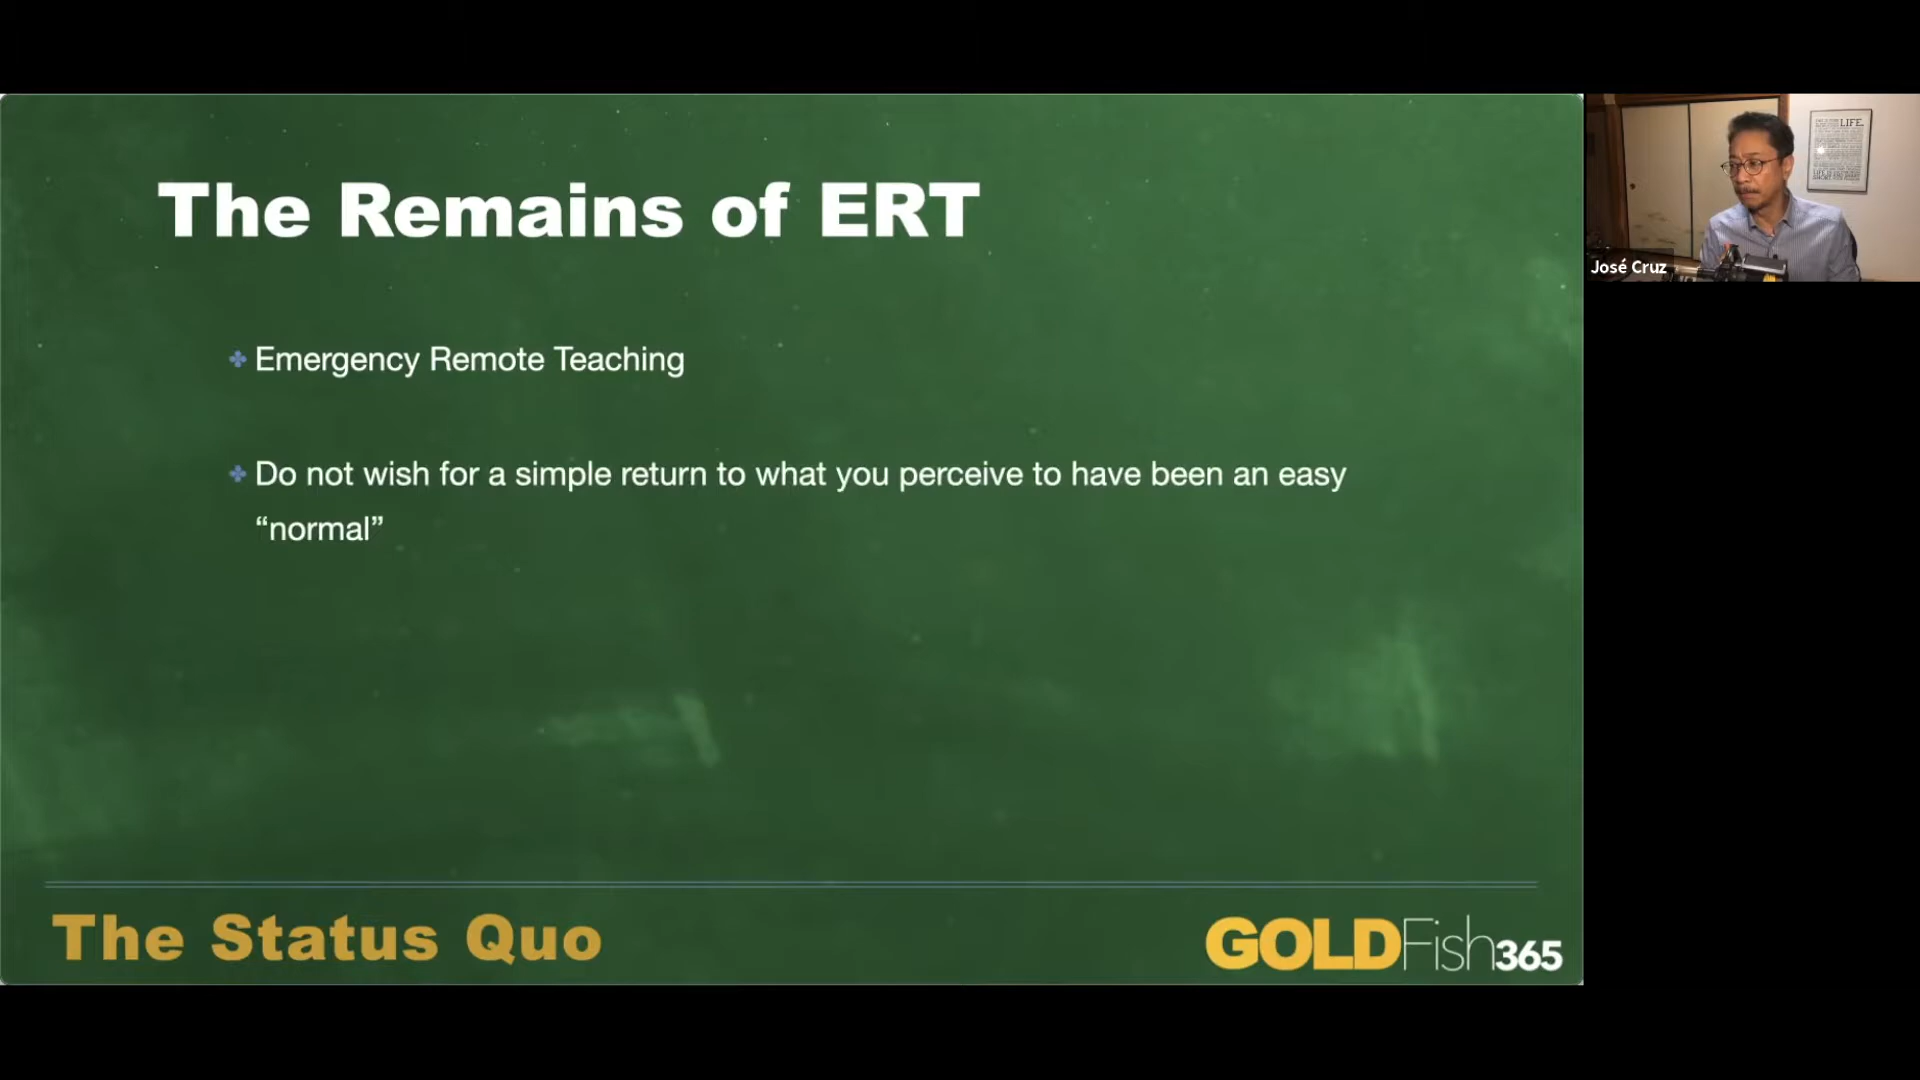 The Remains of ERT
Emergency Remote Teaching
Do not wish for a simple return to what you perceive to have been an easy
“normal”
The Status Quo
GOLDFish365
José Cruz
LIFE.